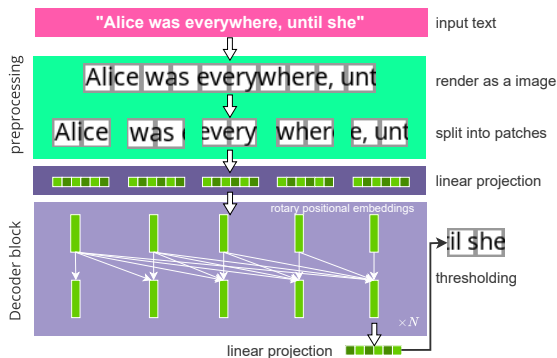 "Alice was everywhere, until she"
input text
preprocessing
Alice was everywhere, unt
render as a image
Alice
was e
every
where
e, unt
split into patches
linear projection
Decoder block
rotary positional embeddings
til she
thresholding
×N
linear projection